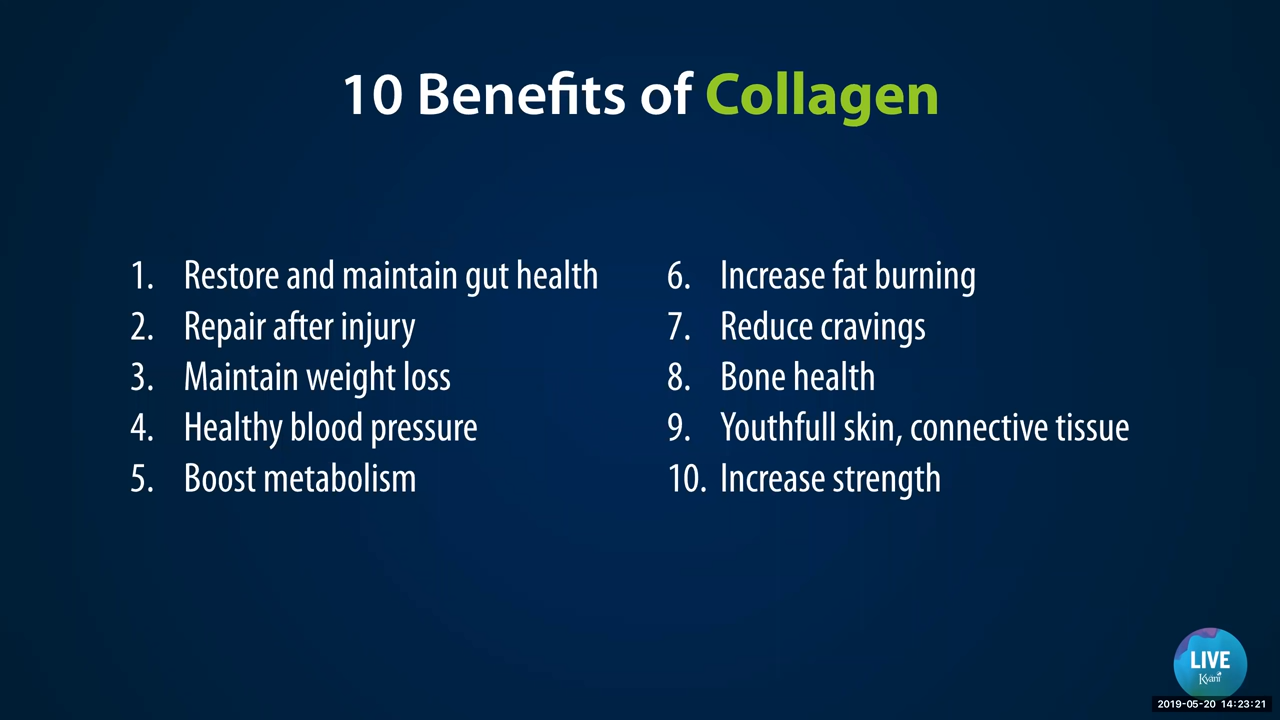 10 Benefits of Collagen
1. Restore and maintain gut health
2. Repair after injury
3. Maintain weight loss
4. Healthy blood pressure
5. Boost metabolism
6. Increase fat burning
7. Reduce cravings
8. Bone health
9. Youthfull skin, connective tissue
10. Increase strength
LIVE
Kyäni
2019-05-20 14:23:21